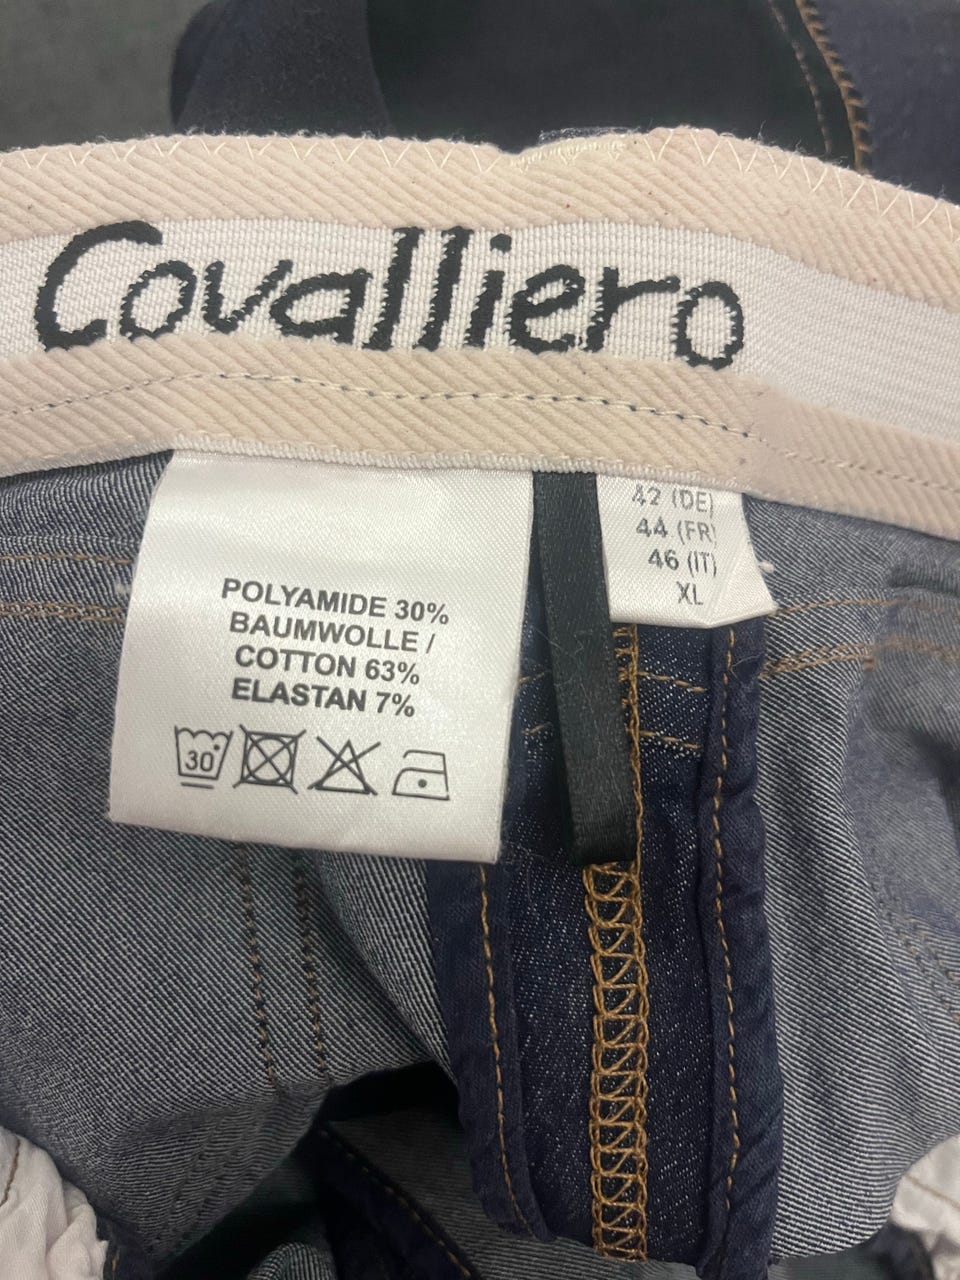 Covalliero
POLYAMIDE 30%
BAUMWOLLE /
COTTON 63%
ELASTAN 7%
30°
42 (DE)
44 (FR)
46 (IT)
XL